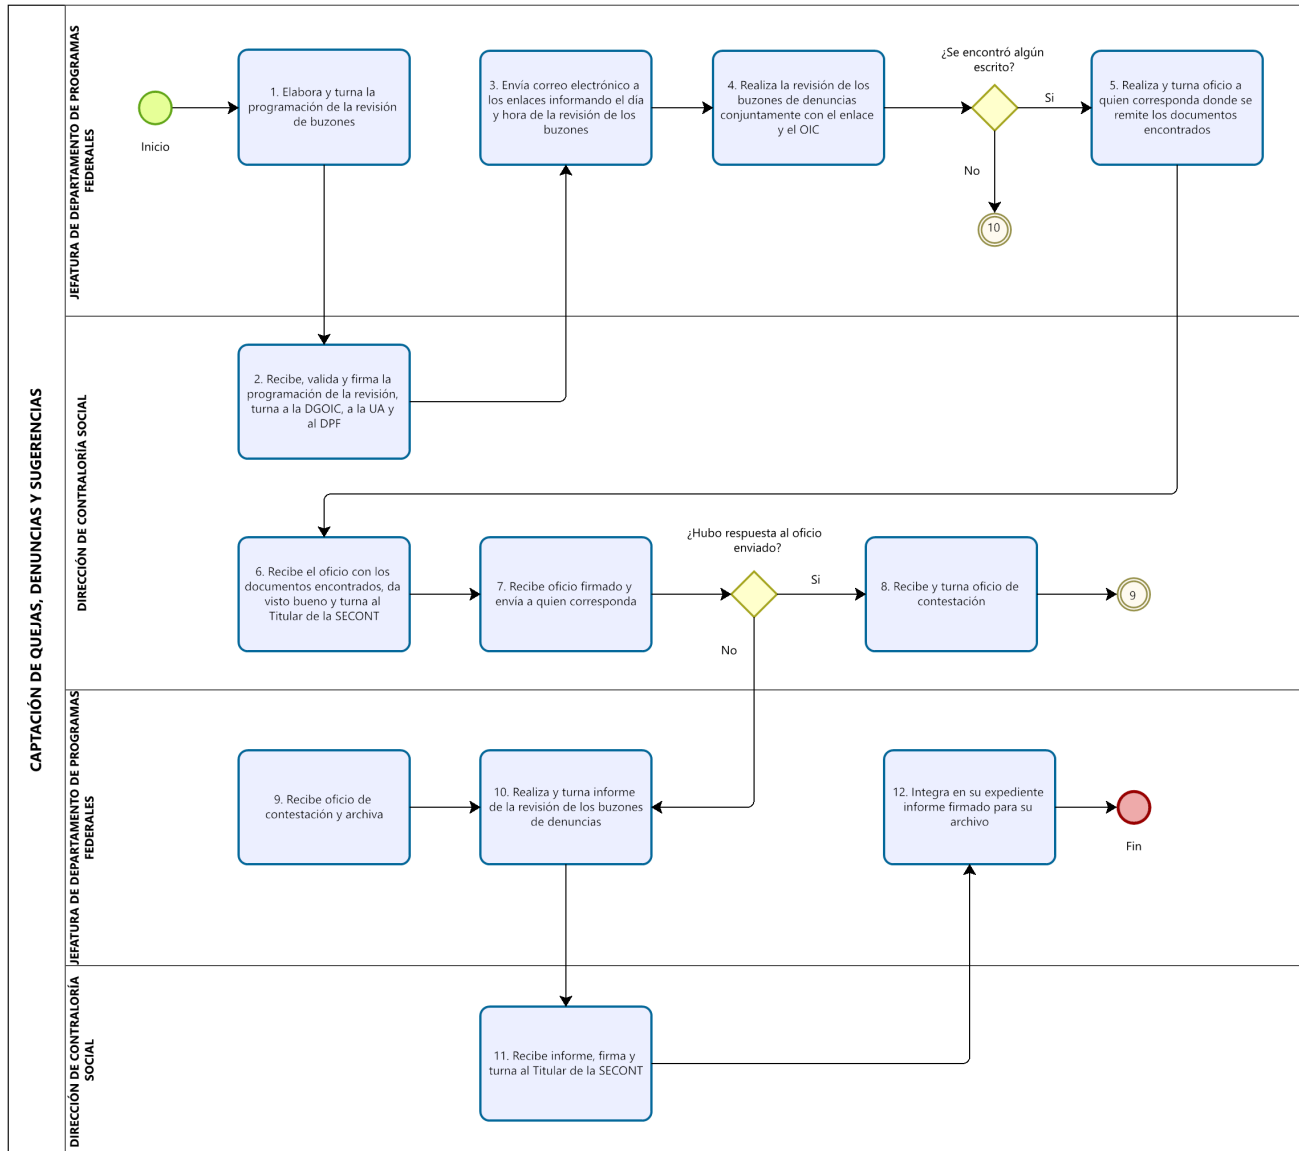 CAPTACIÓN DE QUEJAS, DENUNCIAS Y SUGERENCIAS
JEFATURA DE DEPARTAMENTO DE PROGRAMAS
FEDERALES
Inicio
1. Elabora y turna la
programación de la revisión
de buzones
3. Envía correo electrónico a
los enlaces informando el día
y hora de la revisión de los
buzones
4. Realiza la revisión de los
buzones de denuncias
conjuntamente con el enlace
y el OIC
¿Se encontró algún
escrito?
Si
No
10
5. Realiza y turna oficio a
quien corresponda donde se
remite los documentos
encontrados
DIRECCIÓN DE CONTRALORÍA SOCIAL
2. Recibe, valida y firma la
programación de la revisión,
turna a la DGOIC, a la UA y
al DPF
6. Recibe el oficio con los
documentos encontrados, da
visto bueno y turna al
Titular de la SECONT
7. Recibe oficio firmado y
envía a quien corresponda
¿Hubo respuesta al oficio
enviado?
Si
No
8. Recibe y turna oficio de
contestación
9
JEFATURA DE DEPARTAMENTO DE PROGRAMAS
FEDERALES
9. Recibe oficio de
contestación y archiva
10. Realiza y turna informe
de la revisión de los buzones
de denuncias
12. Integra en su expediente
informe firmado para su
archivo
Fin
DIRECCIÓN DE CONTRALORÍA
SOCIAL
11. Recibe informe, firma y
turna al Titular de la SECONT